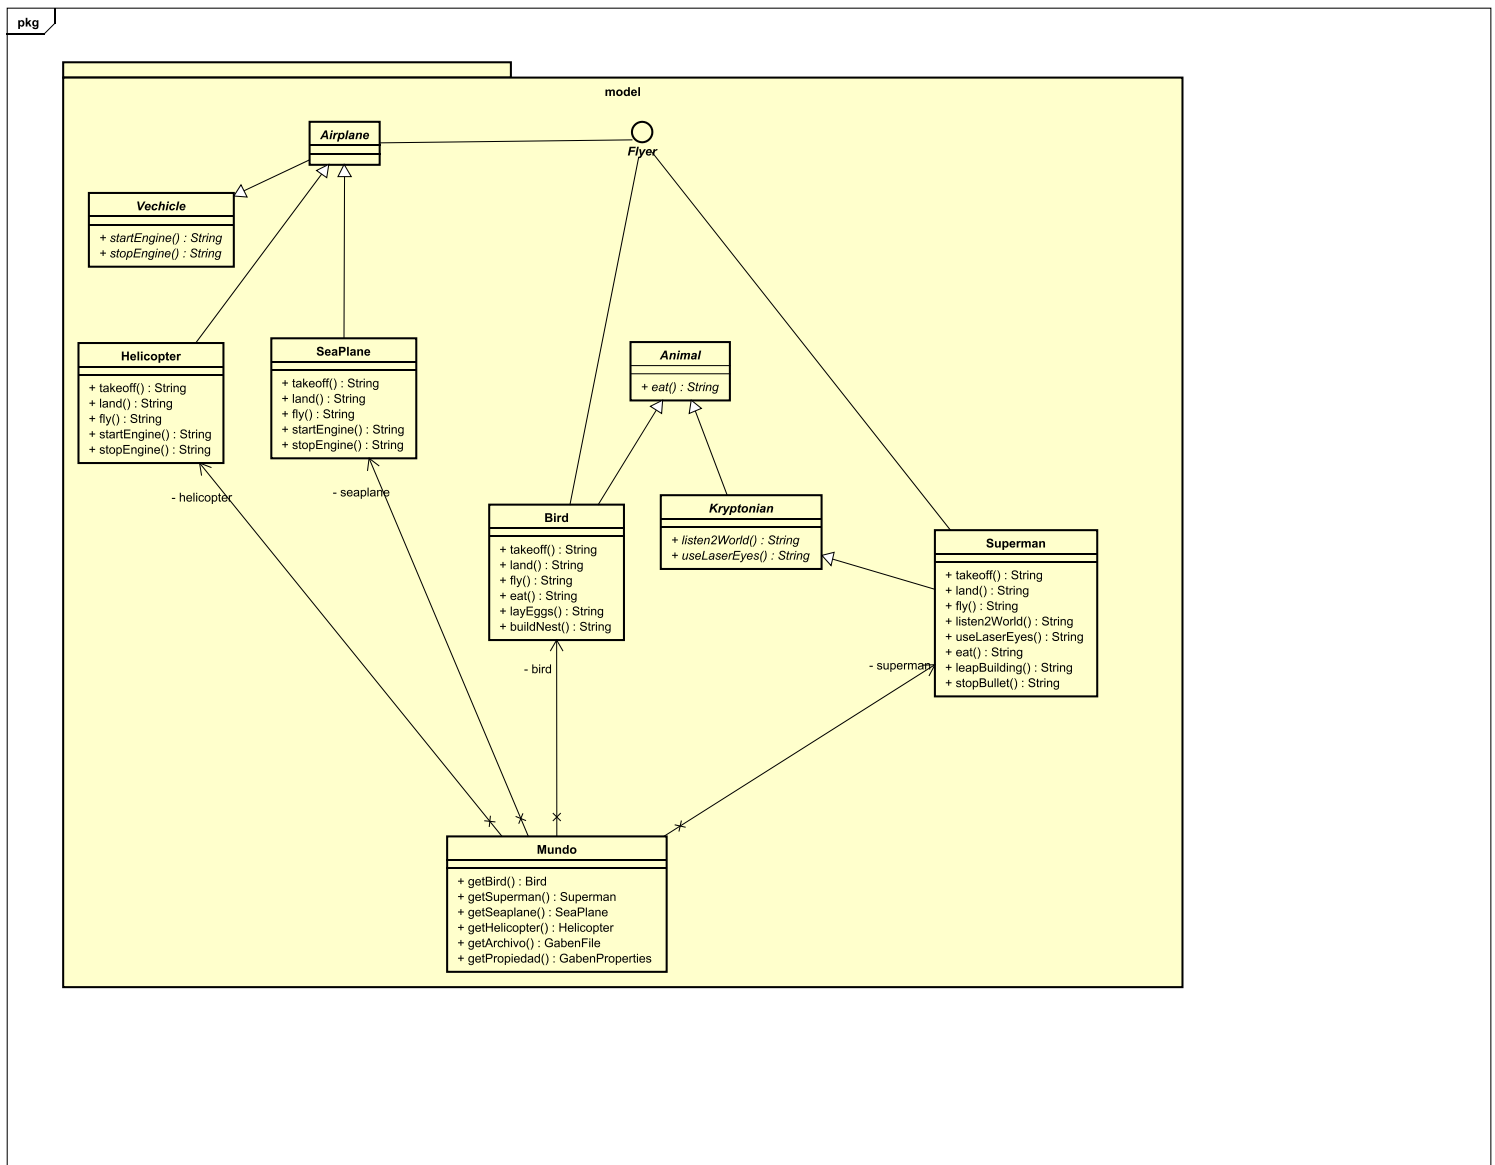 pkg
model
Airplane
Flyer
Vechicle
+ startEngine() : String
+ stopEngine() : String
Helicopter
+ takeoff() : String
+ land() : String
+ fly() : String
+ startEngine() : String
+ stopEngine() : String
SeaPlane
+ takeoff() : String
+ land() : String
+ fly() : String
+ startEngine() : String
+ stopEngine() : String
Animal
+ eat() : String
- helicopter
- seaplane
Bird
+ takeoff() : String
+ land() : String
+ fly() : String
+ eat() : String
+ layEggs() : String
+ buildNest() : String
Kryptonian
+ listen2World() : String
+ useLaserEyes() : String
Superman
+ takeoff() : String
+ land() : String
+ fly() : String
+ listen2World() : String
+ useLaserEyes() : String
+ eat() : String
+ leapBuilding() : String
+ stopBullet() : String
- bird
- superman
Mundo
+ getBird() : Bird
+ getSuperman() : Superman
+ getSeaplane() : SeaPlane
+ getHelicopter() : Helicopter
+ getArchivo() : GabenFile
+ getPropiedad() : GabenProperties